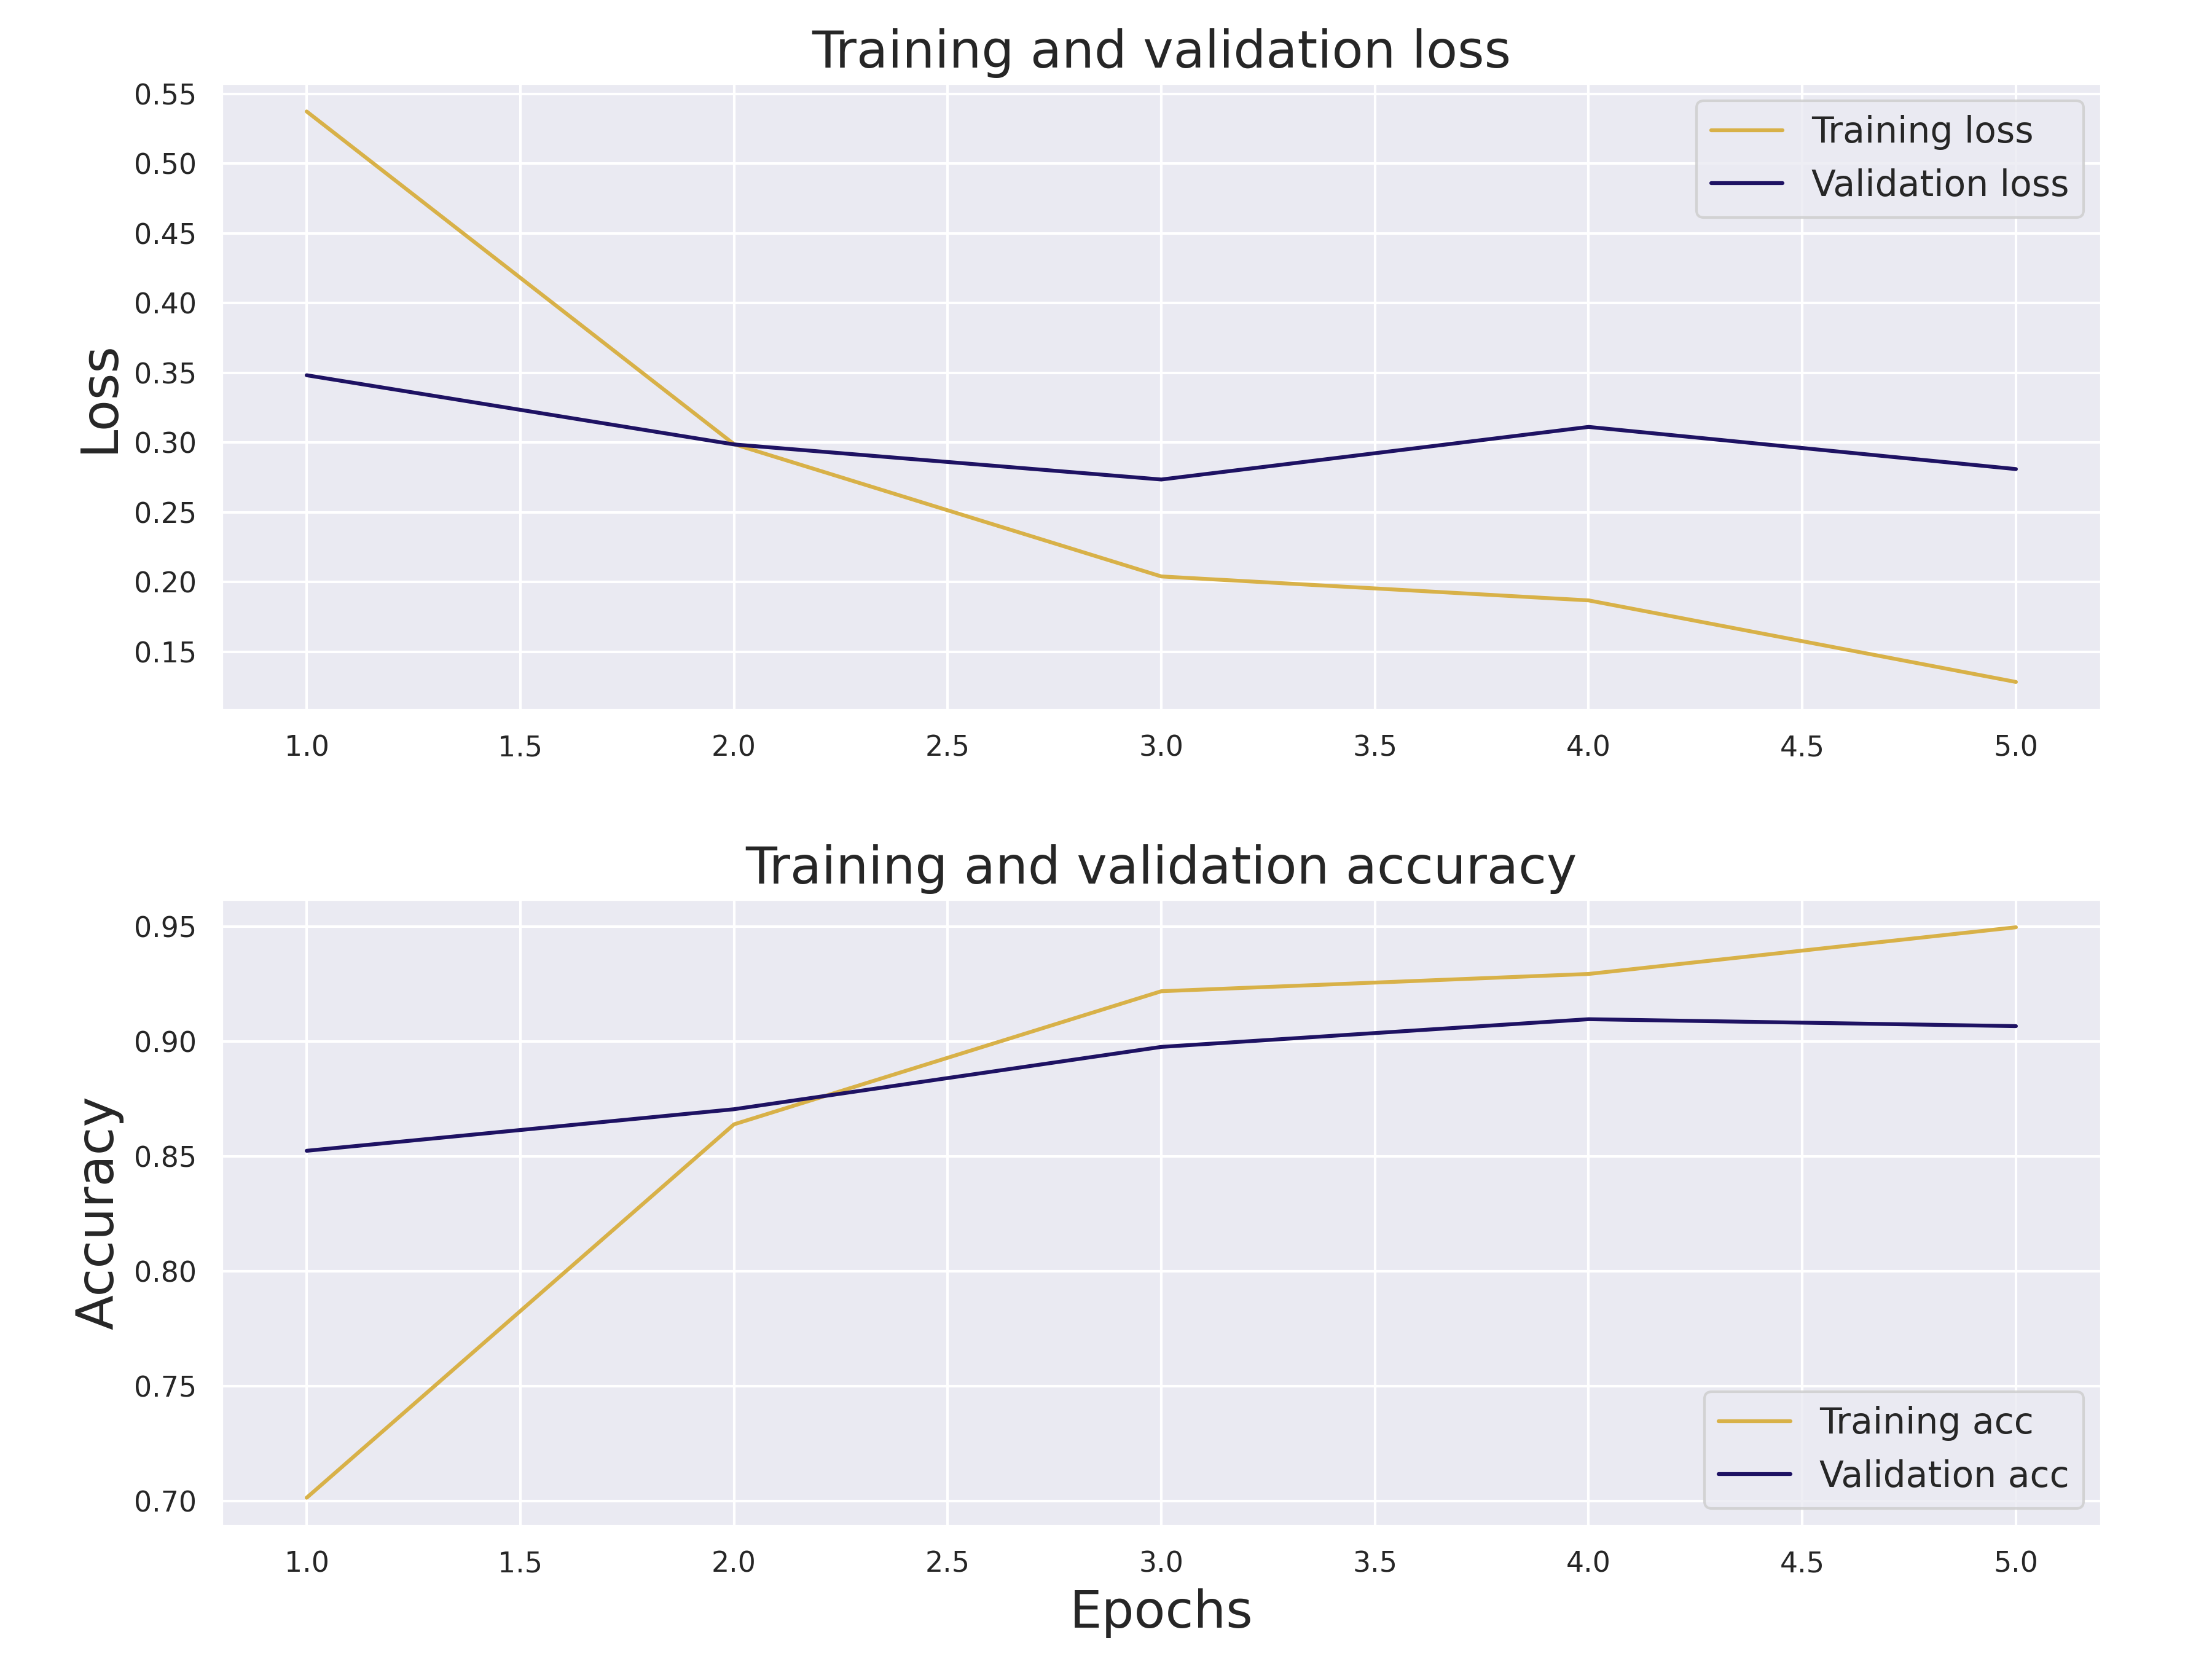 Training and validation loss
Loss
0.55
0.50
0.45
0.40
0.35
0.30
0.25
0.20
0.15
Training loss
Validation loss
1.0 1.5 2.0 2.5 3.0 3.5 4.0 4.5 5.0
Training and validation accuracy
Accuracy
0.95
0.90
0.85
0.80
0.75
0.70
Training acc
Validation acc
1.0 1.5 2.0 2.5 3.0 3.5 4.0 4.5 5.0
Epochs